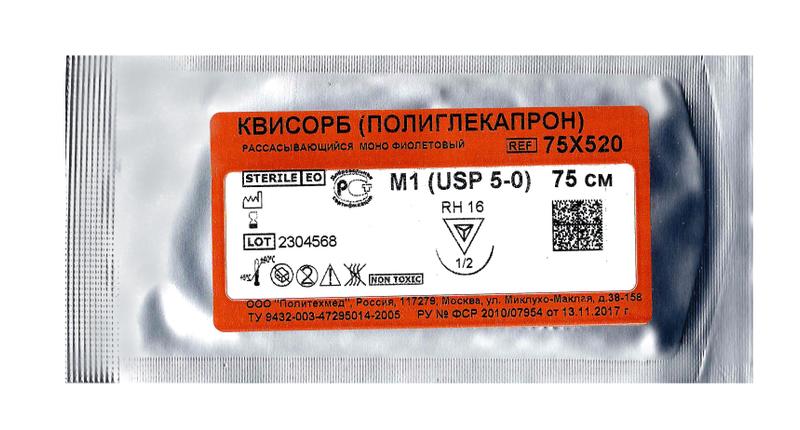 КВИСОРБ (ПОЛИГЛЕКАПРОН)
РАССАСЫВАЮЩИЙСЯ МОНО ФИОЛЕТОВЫЙ REF 75X520
STERILE EO М1 (USP 5-0) 75 СМ
RH 16
LOT 2304568
1/2
NON TOXIC
ООО "Политехмед", Россия, 117279, Москва, ул. Миклухо-Маклая, д.39-158
ТУ 9432-003-47295014-2005 РУ № ФСР 2010/07954 от 13.11.2017 г.